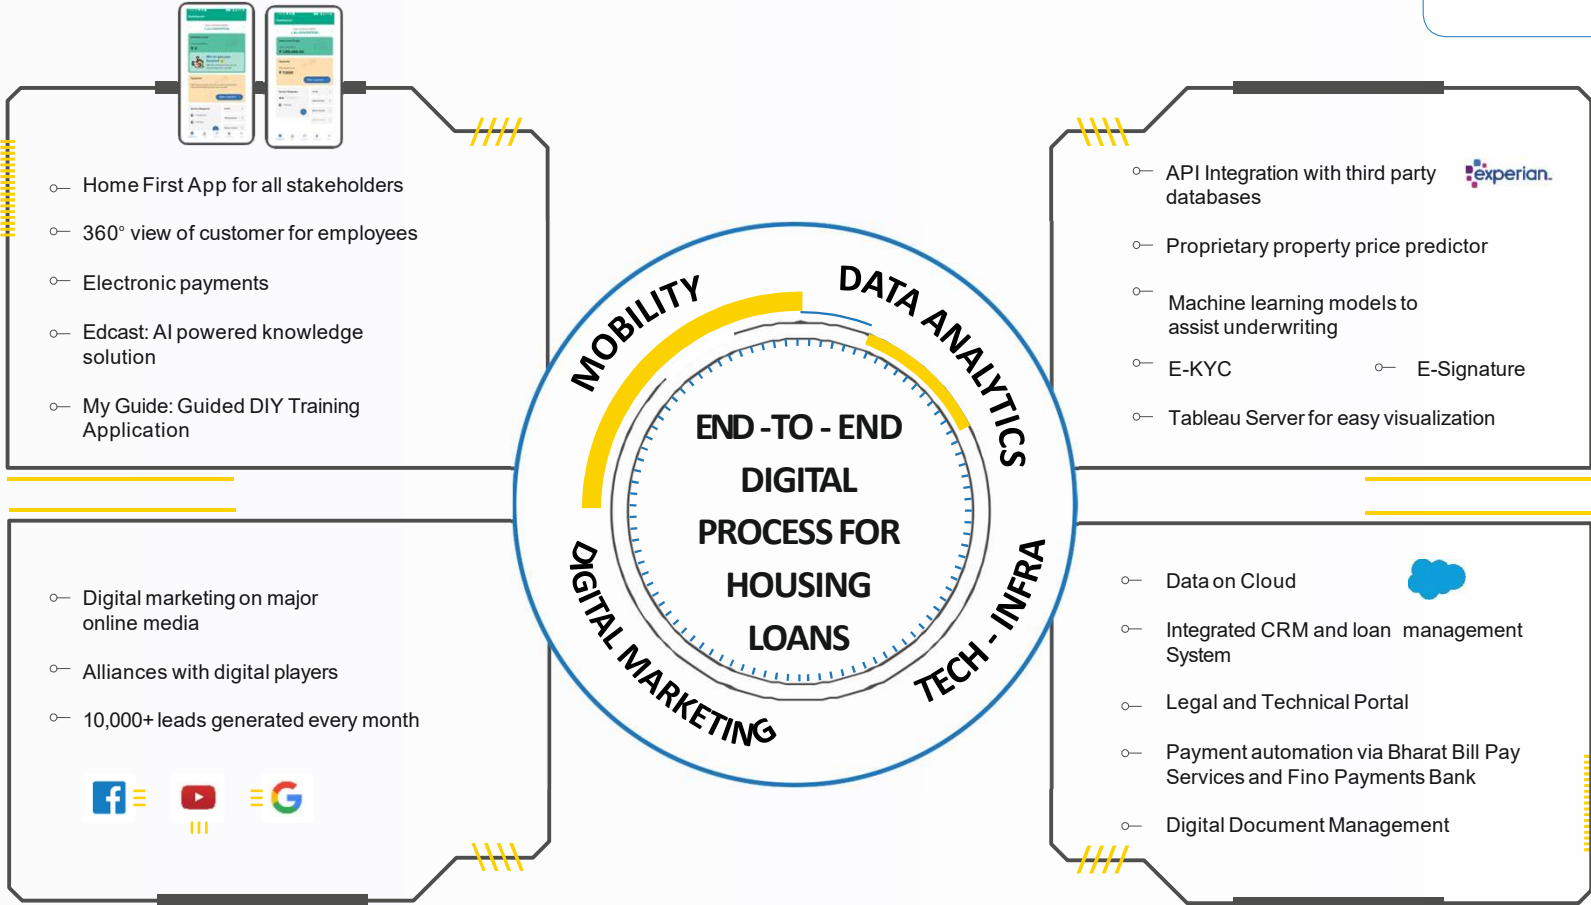 Home First App for all stakeholders
360° view of customer for employees
Electronic payments
Edcast: AI powered knowledge
solution
My Guide: Guided DIY Training
Application
API Integration with third party
databases
experian.
Proprietary property price predictor
Machine learning models to
assist underwriting
E-KYC
E-Signature
Tableau Server for easy visualization
MOBILITY
DATA ANALYTICS
END -TO - END
DIGITAL
PROCESS FOR
HOUSING
LOANS
DIGITAL MARKETING
TECH - INFRA
Digital marketing on major
online media
Alliances with digital players
10,000+ leads generated every month
Data on Cloud
Integrated CRM and loan management
System
Legal and Technical Portal
Payment automation via Bharat Bill Pay
Services and Fino Payments Bank
Digital Document Management